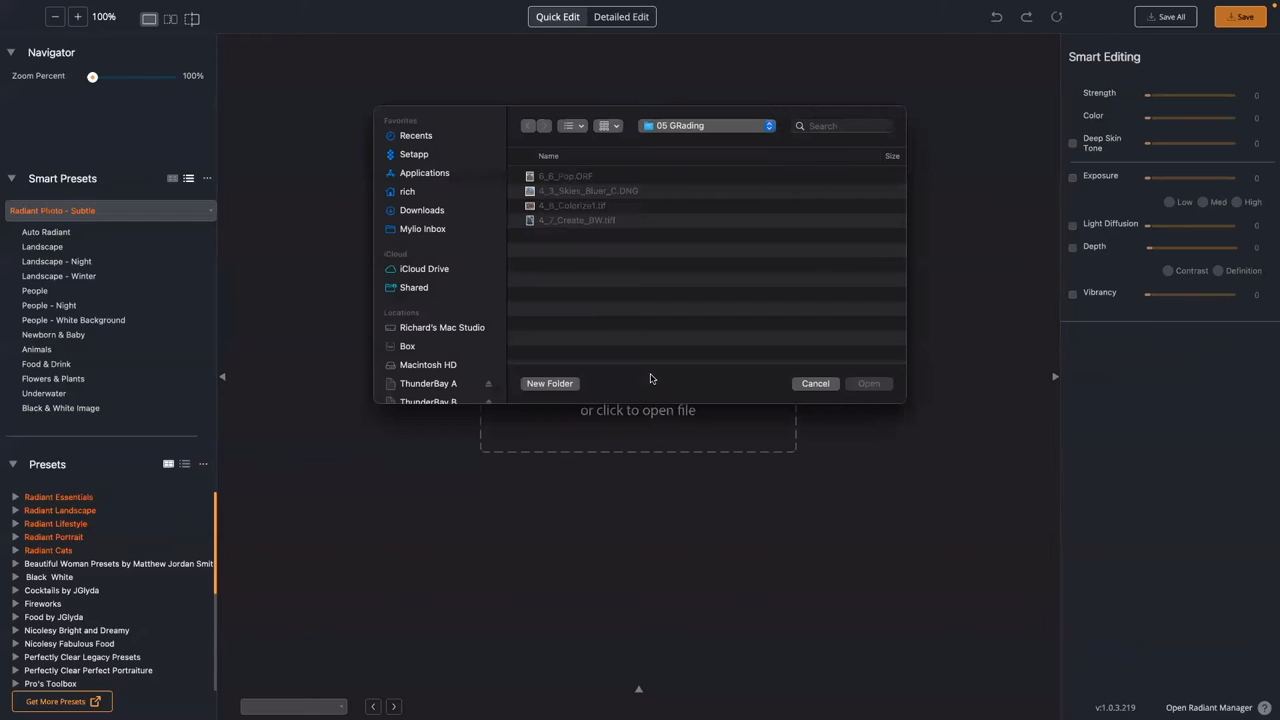 100%
Quick Edit
Detailed Edit
Save All
Save
Navigator
Zoom Percent
100%
Smart Presets
Radiant Photo - Subtle
Auto Radiant
Landscape
Landscape - Night
Landscape - Winter
People
People - Night
People - White Background
Newborn & Baby
Animals
Food & Drink
Flowers & Plants
Underwater
Black & White Image
Presets
Radiant Essentials
Radiant Landscape
Radiant Lifestyle
Radiant Portrait
Radiant Cats
Beautiful Woman Presets by Matthew Jordan Smit
Black White
Cocktails by JGlyda
Fireworks
Food by JGlyda
Nicolesy Bright and Dreamy
Nicolesy Fabulous Food
Perfectly Clear Legacy Presets
Perfectly Clear Perfect Portraiture
Pro's Toolbox
Get More Presets
Favorites
Recents
Setapp
Applications
rich
Downloads
Mylio Inbox
iCloud
iCloud Drive
Shared
Locations
Richard's Mac Studio
Box
Macintosh HD
ThunderBay A
ThunderBay B
05 GRading
Search
Name
Size
6_6_Pop.ORF
4_3_Skies_Bluer_C.DNG
4_8_Colorize1.tif
4_7_Create_BW.tiff
New Folder
Cancel
Open
or click to open file
Smart Editing
Strength
0
Color
0
Deep Skin
Tone
0
Exposure
0
Low
Med
High
Light Diffusion
0
Depth
0
Contrast
Definition
Vibrancy
0
v:1.0.3.219
Open Radiant Manager
?